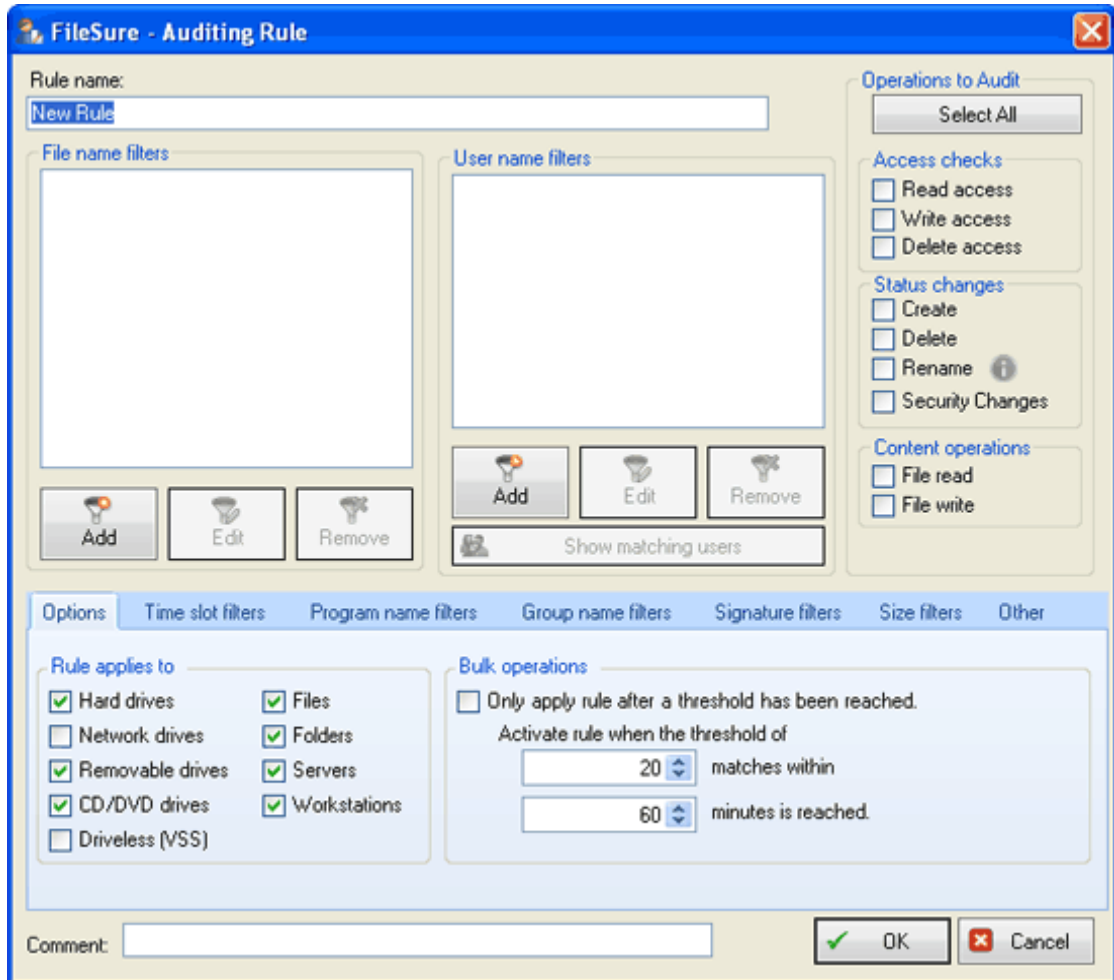 FileSure - Auditing Rule
Rule name:
New Rule
File name filters
Add
Edit
Remove
User name filters
Add
Edit
Remove
Show matching users
Operations to Audit
Select All
Access checks
Read access
Write access
Delete access
Status changes
Create
Delete
Rename
Security Changes
Content operations
File read
File write
Options
Time slot filters
Program name filters
Group name filters
Signature filters
Size filters
Other
Rule applies to
Hard drives
Network drives
Removable drives
CD/DVD drives
Driveless (VSS)
Files
Folders
Servers
Workstations
Bulk operations
Only apply rule after a threshold has been reached.
Activate rule when the threshold of
20 matches within
60 minutes is reached.
Comment:
OK
Cancel